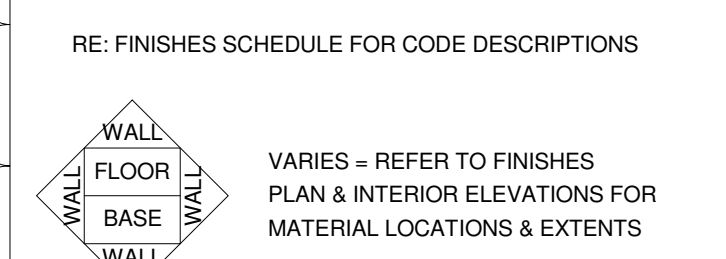 RE: FINISHES SCHEDULE FOR CODE DESCRIPTIONS
WALL
WALL
FLOOR
WALL
BASE
WALL
VARIES = REFER TO FINISHES
PLAN & INTERIOR ELEVATIONS FOR
MATERIAL LOCATIONS & EXTENTS